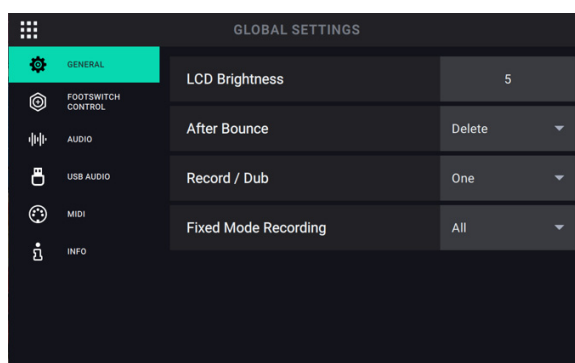 GLOBAL SETTINGS
GENERAL
FOOTSWITCH
CONTROL
AUDIO
USB AUDIO
MIDI
INFO
LCD Brightness 5
After Bounce Delete
Record / Dub One
Fixed Mode Recording All